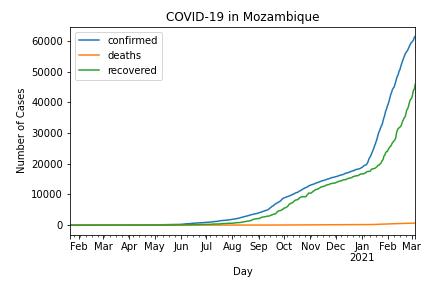 COVID-19 in Mozambique
confirmed
deaths
recovered
Number of Cases
60000
50000
40000
30000
20000
10000
0
Feb Mar Apr May Jun Jul Aug Sep Oct Nov Dec Jan Feb Mar
2021
Day